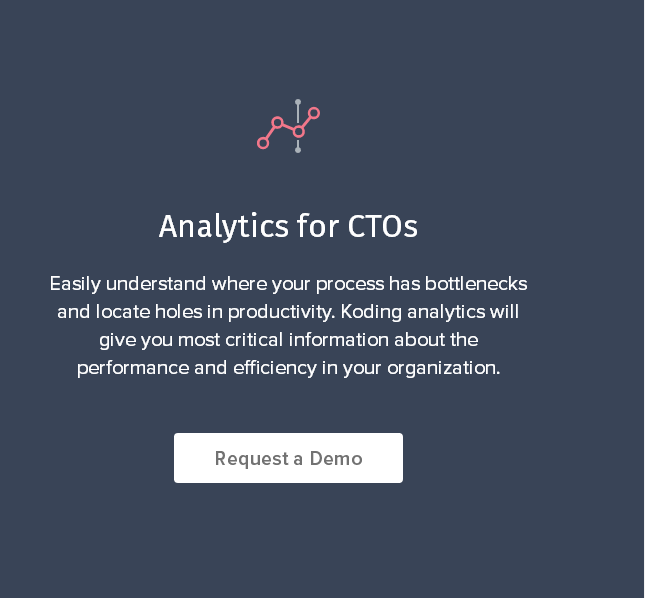 Analytics for CTOs
Easily understand where your process has bottlenecks
and locate holes in productivity. Koding analytics will
give you most critical information about the
performance and efficiency in your organization.
Request a Demo